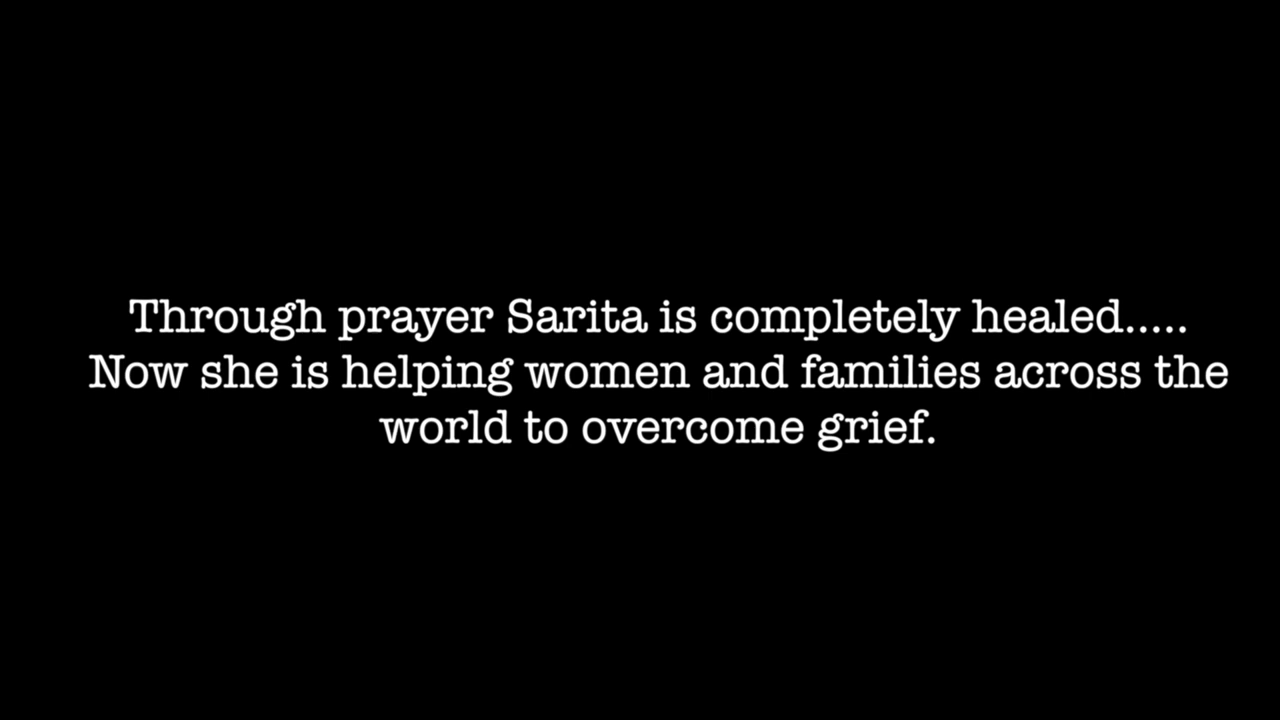 Through prayer Sarita is completely healed.....
Now she is helping women and families across the
world to overcome grief.